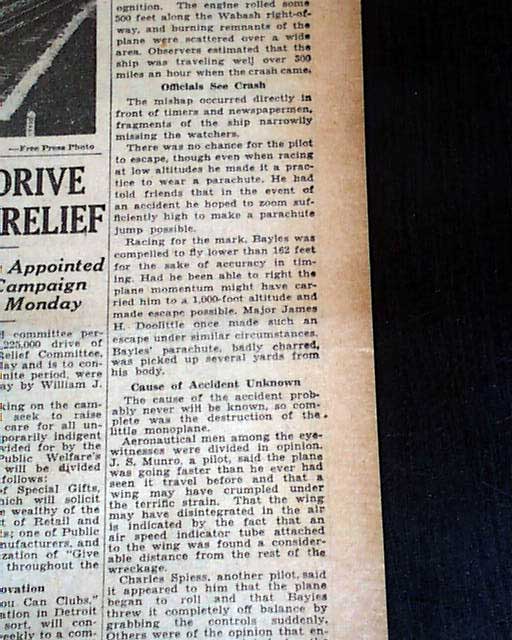 —Free Press Photo
DRIVE
RELIEF
Appointed
Campaign
Monday
committee per-
225,000 drive of
Relief Committee,
day and is to con-
inite period, were
ay by William J.
king on the cam-
seek to raise
care for all un-
porarily indigent
vided for by the
Public Welfare's
will be divided
follows:
of Special Gifts,
hich will solicit
e wealthy of the
t of Retail and
s; one of Public
nufacturers, and
zation of "Give
throughout the
ovation
ou Can Clubs,"
ation in Detroit
sort, will con-
eekly to a com-
ognition. The engine rolled some
500 feet along the Wabash right-of-
way, and burning remnants of the
plane were scattered over a wide
area. Observers estimated that the
ship was traveling well over 300
miles an hour when the crash came.
Officials See Crash
The mishap occurred directly in
front of timers and newspapermen,
fragments of the ship narrowly
missing the watchers.
There was no chance for the pilot
to escape, though even when racing
at low altitudes he made it a prac-
tice to wear a parachute. He had
told friends that in the event of
an accident he hoped to zoom suf-
ficiently high to make a parachute
jump possible.
Racing for the mark, Bayles was
compelled to fly lower than 162 feet
for the sake of accuracy in tim-
ing. Had he been able to right the
plane momentum might have car-
ried him to a 1,000-foot altitude and
made escape possible. Major James
H. Doolittle once made such an
escape under similar circumstances.
Bayles' parachute, badly charred,
was picked up several yards from
his body.
Cause of Accident Unknown
The cause of the accident prob-
ably never will be known, so com-
plete was the destruction of the
little monoplane.
Aeronautical men among the eye-
witnesses were divided in opinion.
J. S. Munro, a pilot, said the plane
was going faster than he ever had
seen it travel before and that a
wing may have crumpled under
the terrific strain. That the wing
may have disintegrated in the air
is indicated by the fact that an
air speed indicator tube attached
to the wing was found a consider-
able distance from the rest of the
wreckage.
Charles Spless, another pilot, said
it appeared to him that the plane
began to roll and that Bayles
threw it completely off balance by
grabbing the controls suddenly.
Others were of the opinion that en-